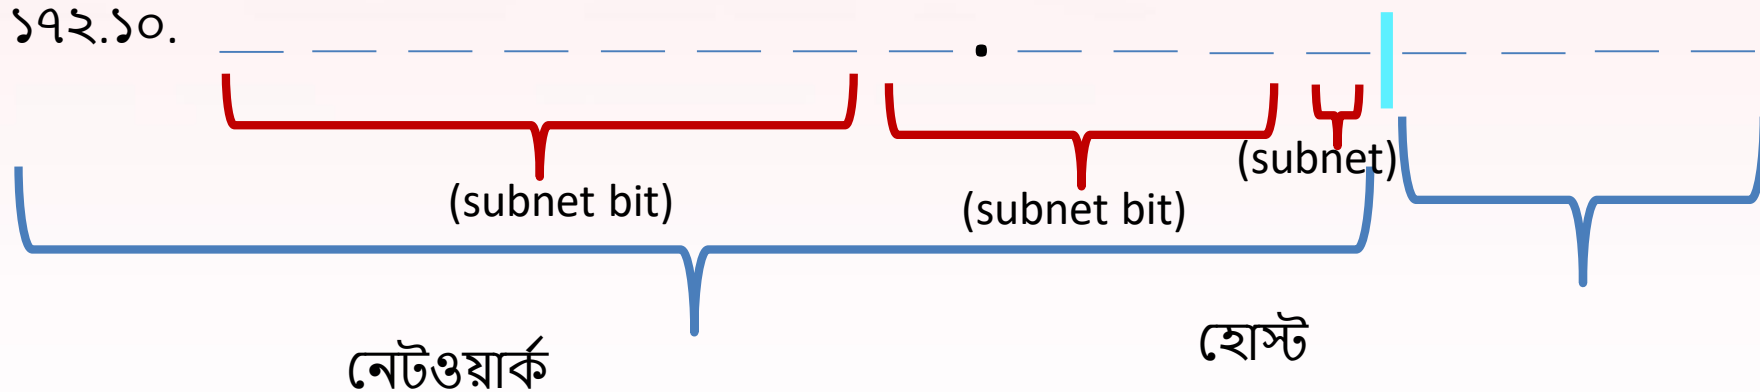 ১৭২.১০.
.
(subnet)
(subnet bit)
(subnet bit)
হোস্ট
নেটওয়ার্ক